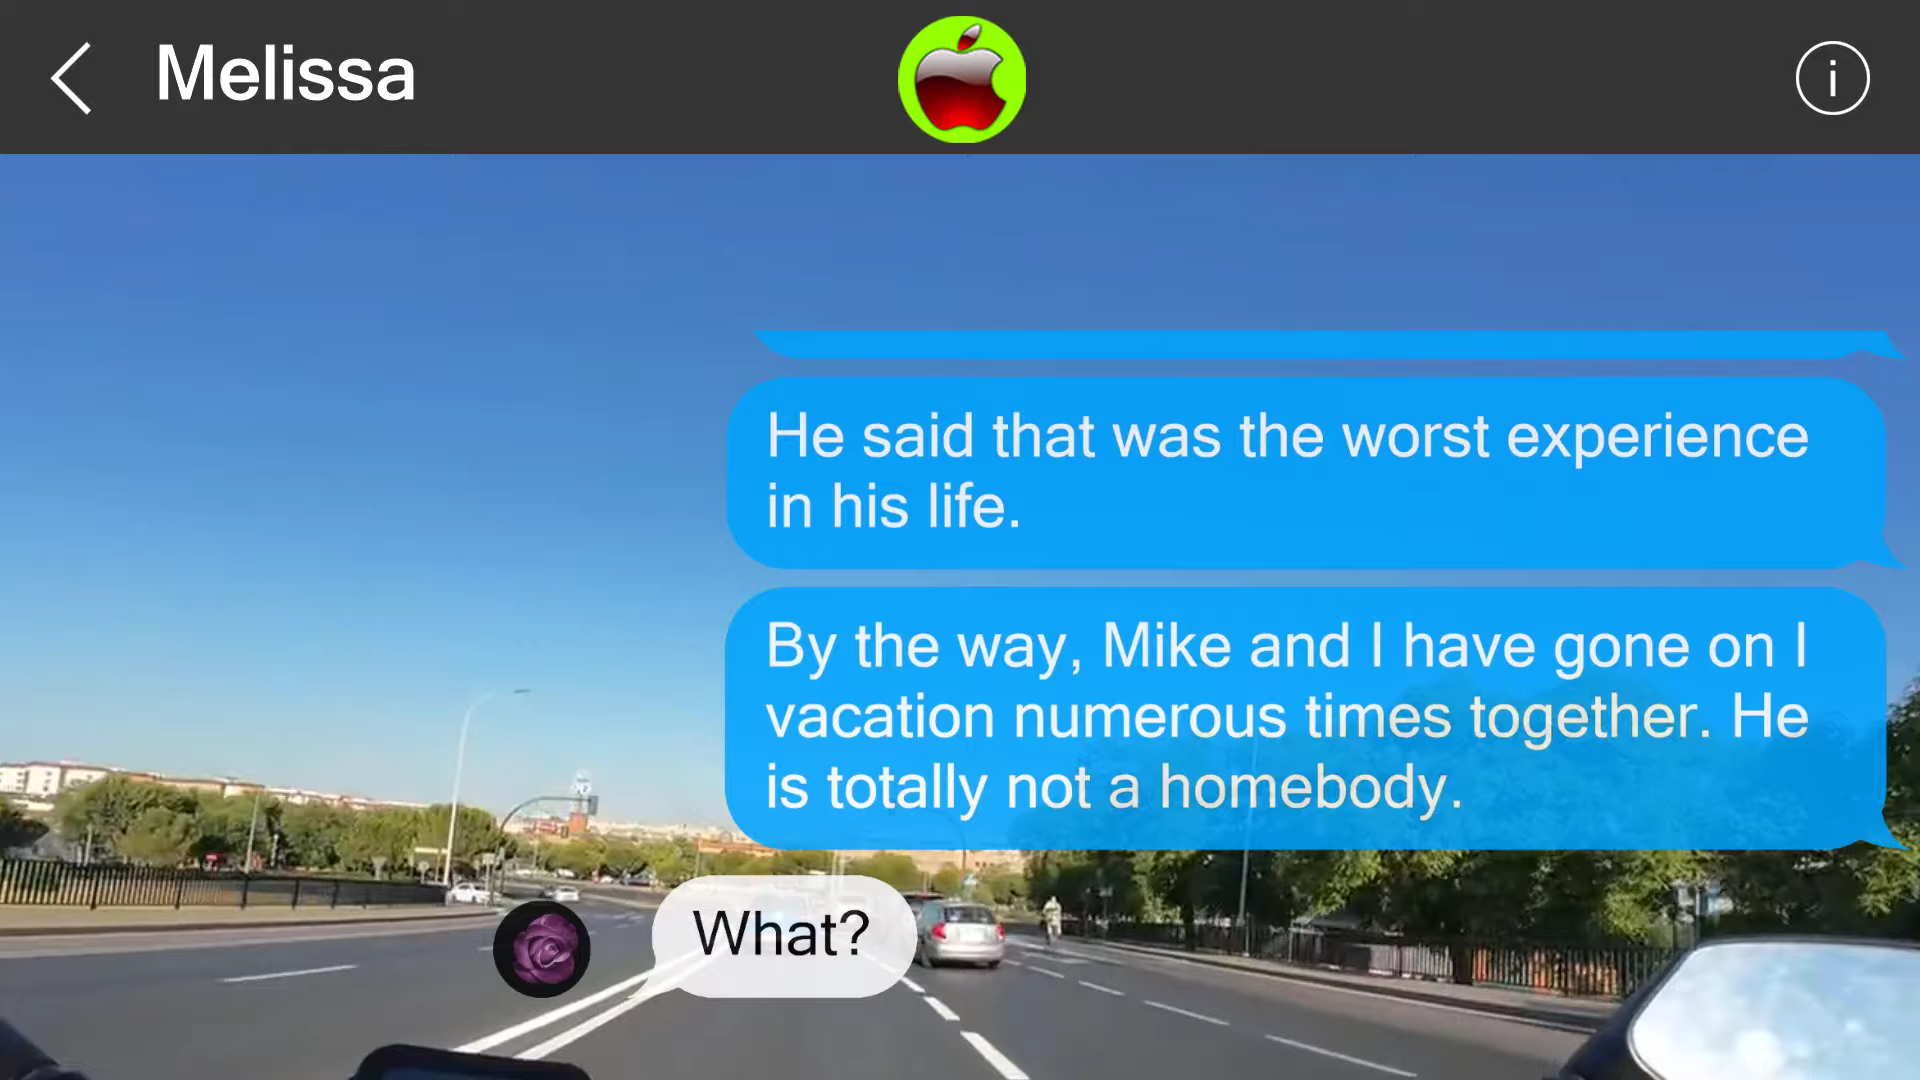 Melissa
i
He said that was the worst experience
in his life.
By the way, Mike and I have gone on I
vacation numerous times together. He
is totally not a homebody.
What?